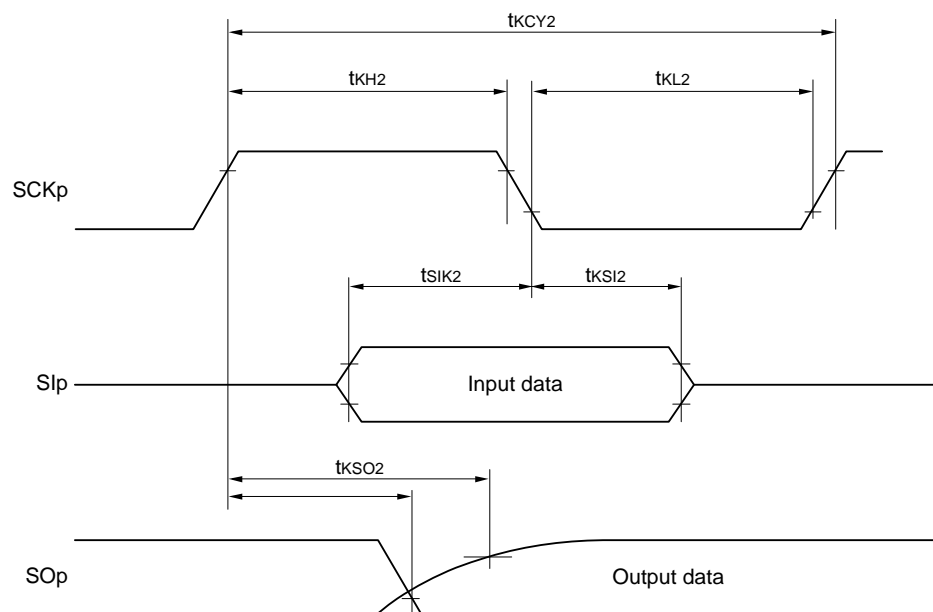 tKCY2
tKH2 tKL2
SCKp
tSIK2 tKSI2
SIp Input data
tKSO2
SOp Output data